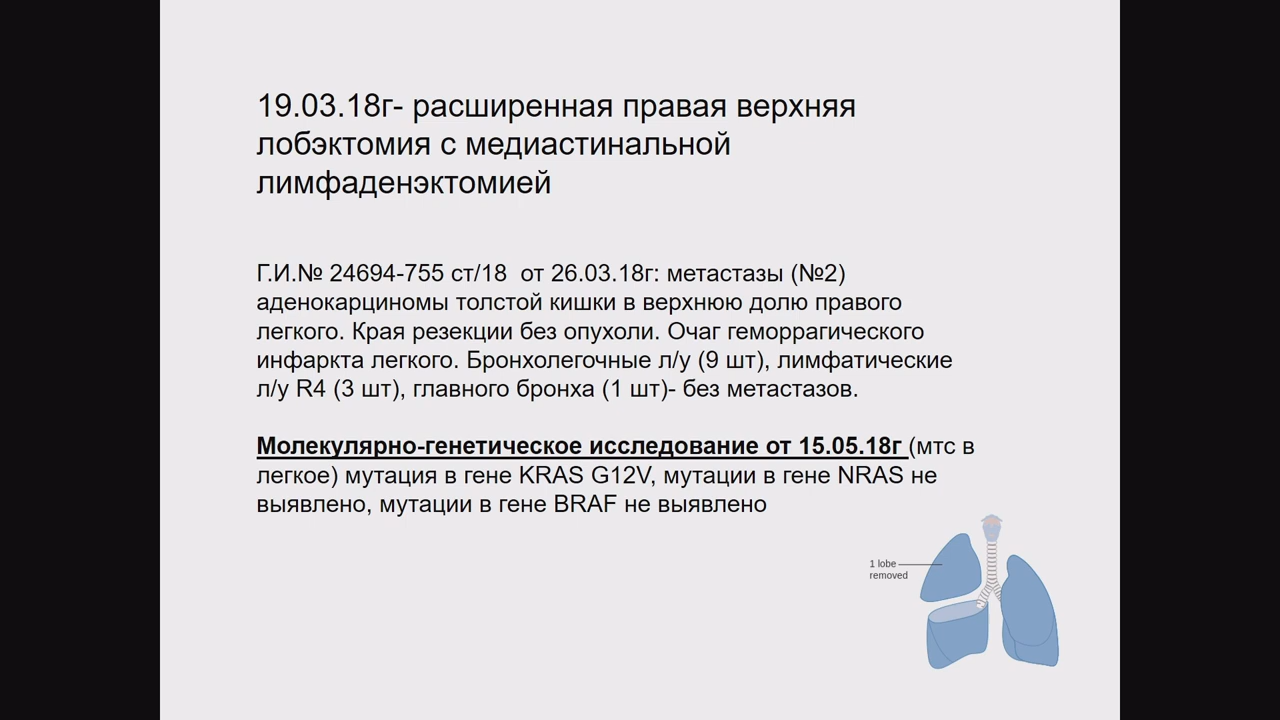 19.03.18г- расширенная правая верхняя
лобэктомия с медиастинальной
лимфаденэктомией
Г.И.№ 24694-755 ст/18  от 26.03.18г: метастазы (№2)
аденокарциномы толстой кишки в верхнюю долю правого
легкого. Края резекции без опухоли. Очаг геморрагического
инфаркта легкого. Бронхолегочные л/у (9 шт), лимфатические
л/у R4 (3 шт), главного бронха (1 шт)- без метастазов.
Молекулярно-генетическое исследование от 15.05.18г (мтс в
легкое) мутация в гене KRAS G12V, мутации в гене NRAS не
выявлено, мутации в гене BRAF не выявлено
1 lobe
removed